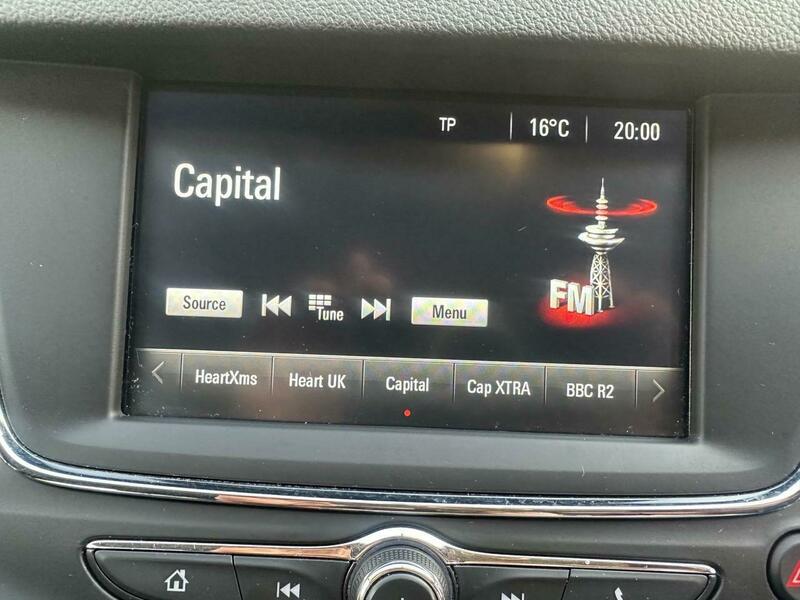 TP 16°C 20:00
Capital
FM
Source Tune Menu
HeartXms Heart UK Capital Cap XTRA BBC R2